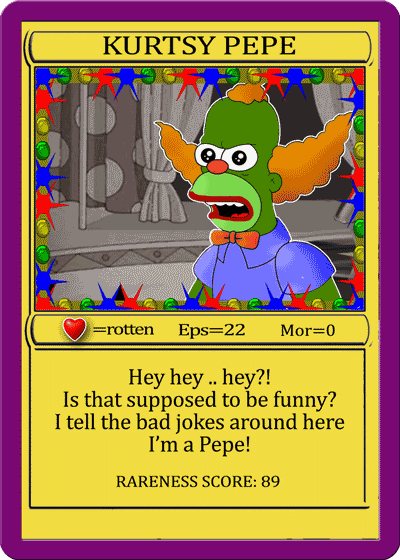 KURTSY PEPE
=rotten Eps=22 Mor=0
Hey hey .. hey?!
Is that supposed to be funny?
I tell the bad jokes around here
I'm a Pepe!
RARENESS SCORE: 89